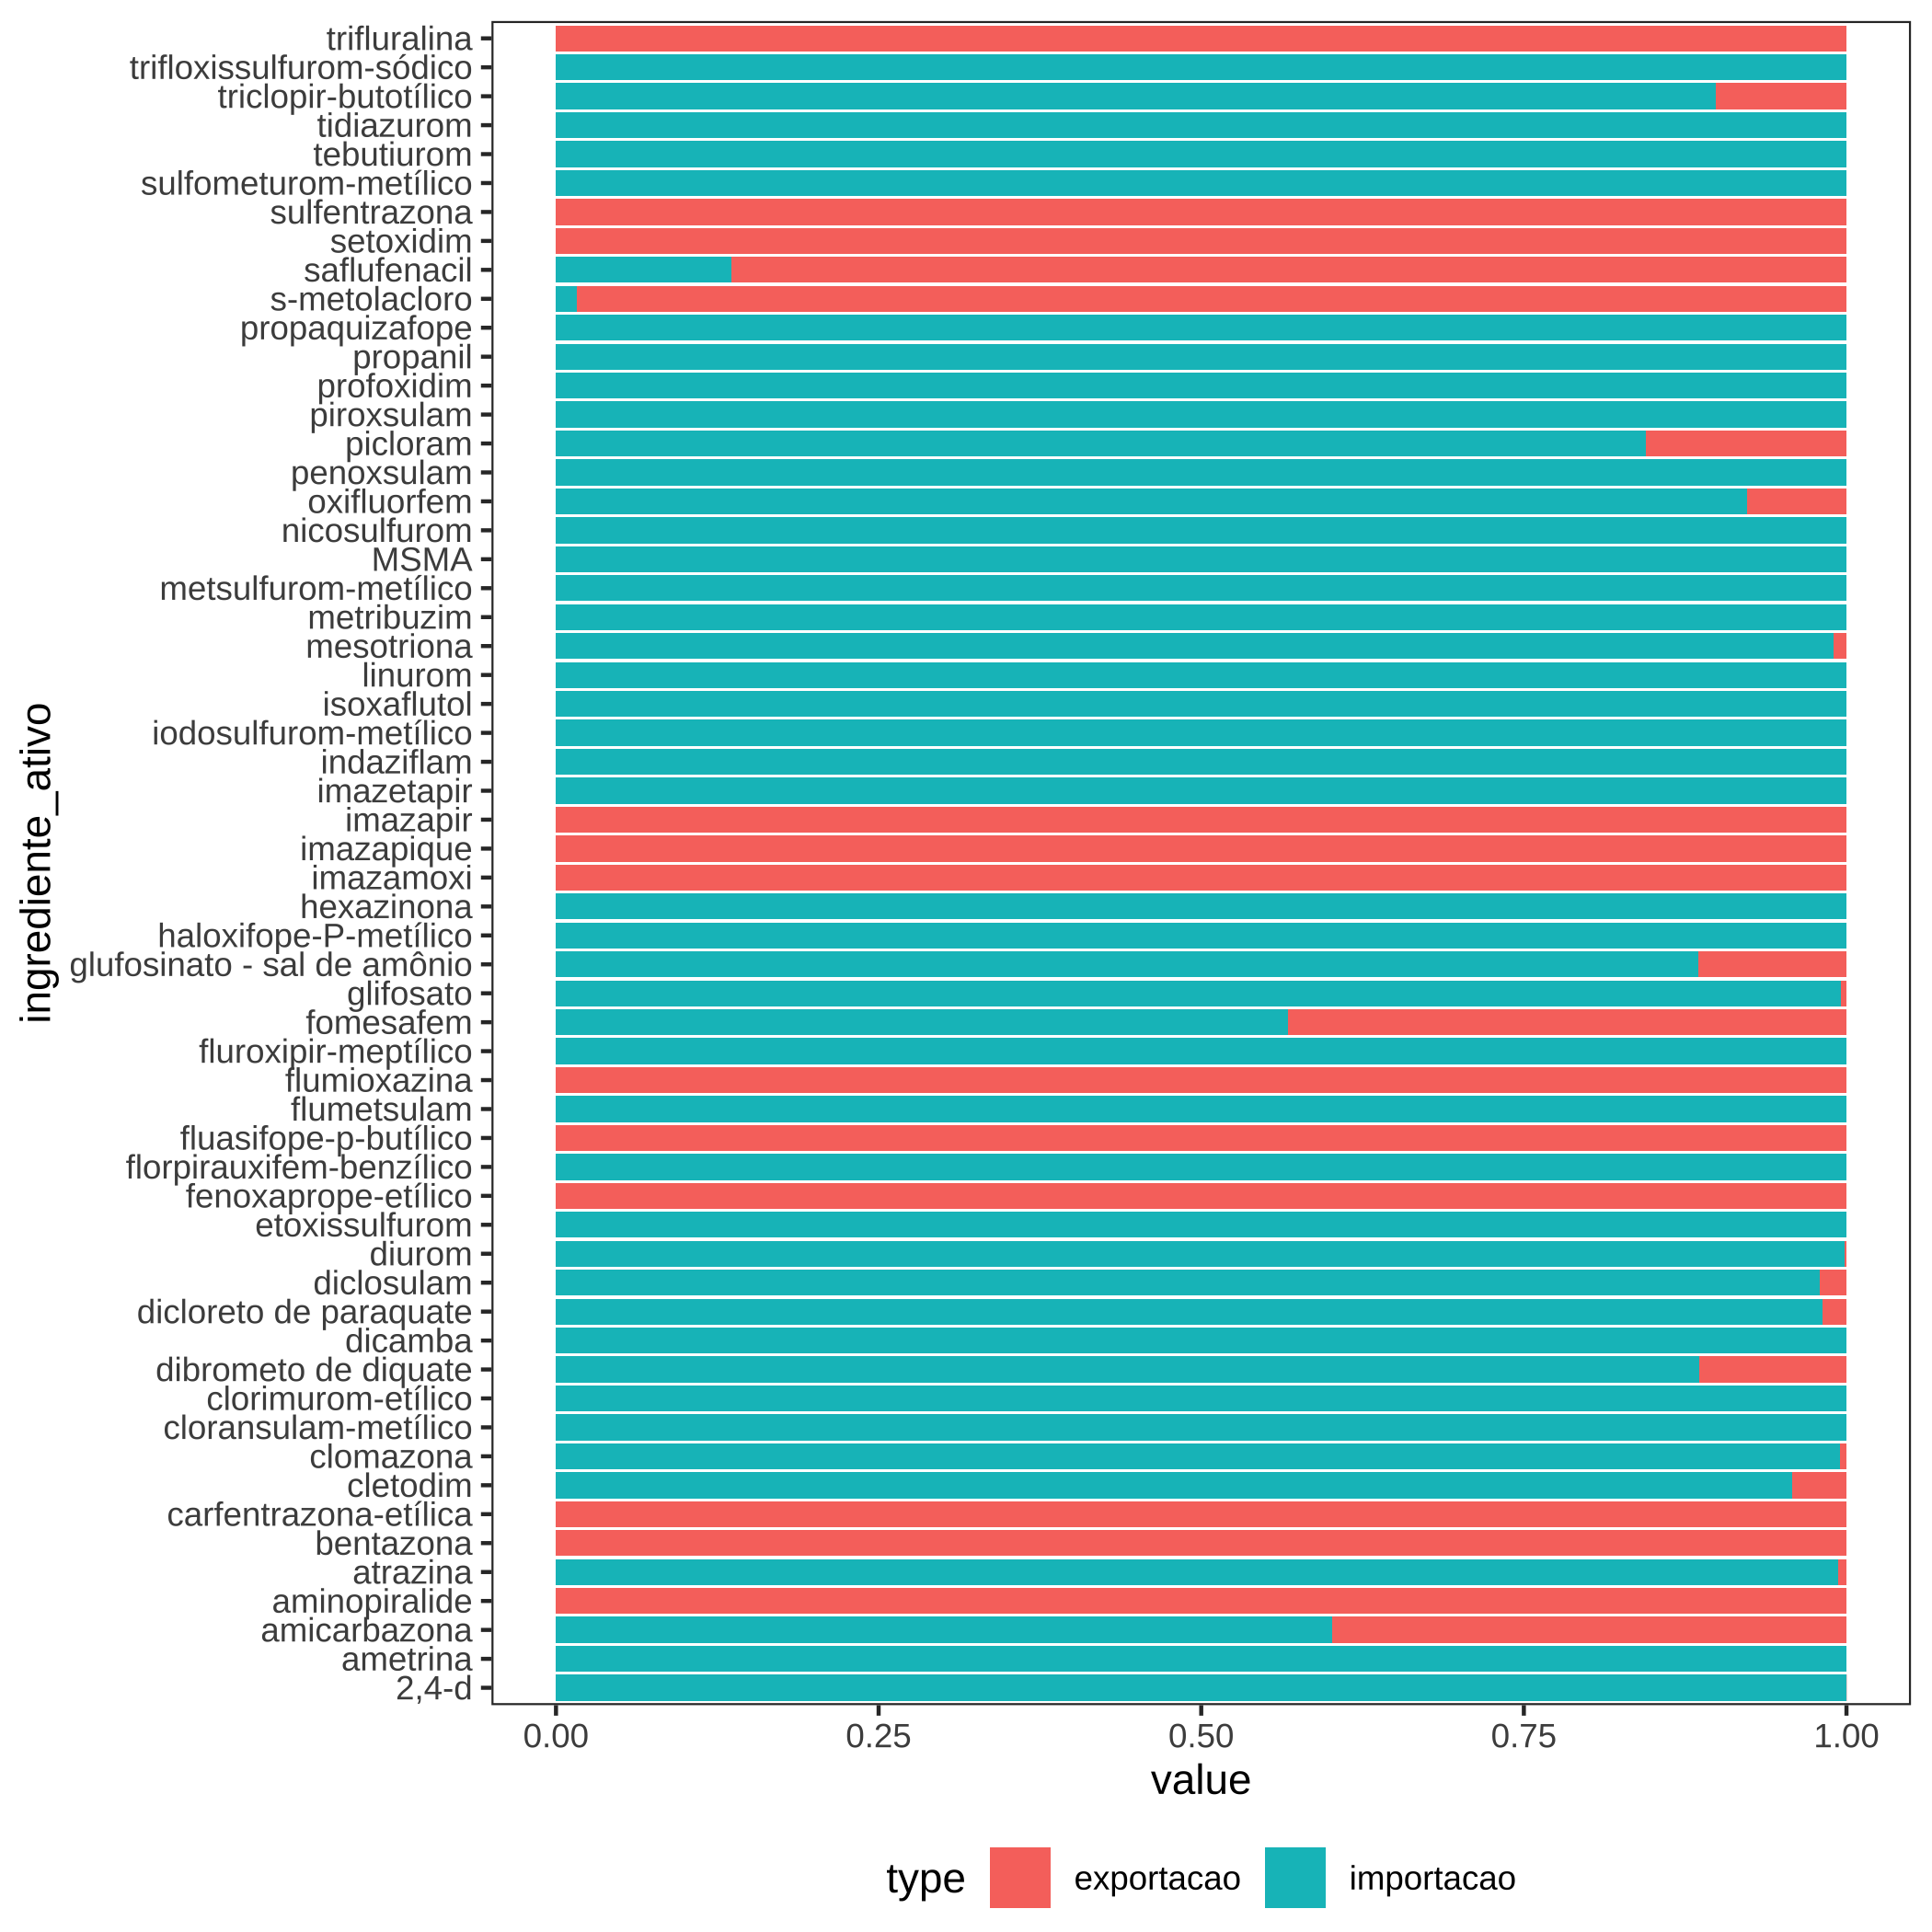 trifluralina
trifloxissulfurom-sódico
triclopir-butotílico
tidiazurom
tebutiurom
sulfometurom-metílico
sulfentrazona
setoxidim
saflufenacil
s-metolacloro
propaquizafope
propanil
profoxidim
piroxsulam
picloram
penoxsulam
oxifluorfem
nicosulfurom
MSMA
metsulfurom-metílico
metribuzim
mesotriona
linurom
isoxaflutol
iodosulfurom-metílico
indaziflam
imazetapir
imazapir
imazapique
imazamoxi
hexazinona
haloxifope-P-metílico
glufosinato - sal de amônio
glifosato
fomesafem
fluroxipir-meptílico
flumioxazina
flumetsulam
fluasifope-p-butílico
florpirauxifem-benzílico
fenoxaprope-etílico
etoxissulfurom
diurom
diclosulam
dicloreto de paraquate
dicamba
dibrometo de diquate
clorimurom-etílico
cloransulam-metílico
clomazona
cletodim
carfentrazona-etílica
bentazona
atrazina
aminopiralide
amicarbazona
ametrina
2,4-d
ingrediente_ativo
0.00 0.25 0.50 0.75 1.00
value
type exportacao importacao